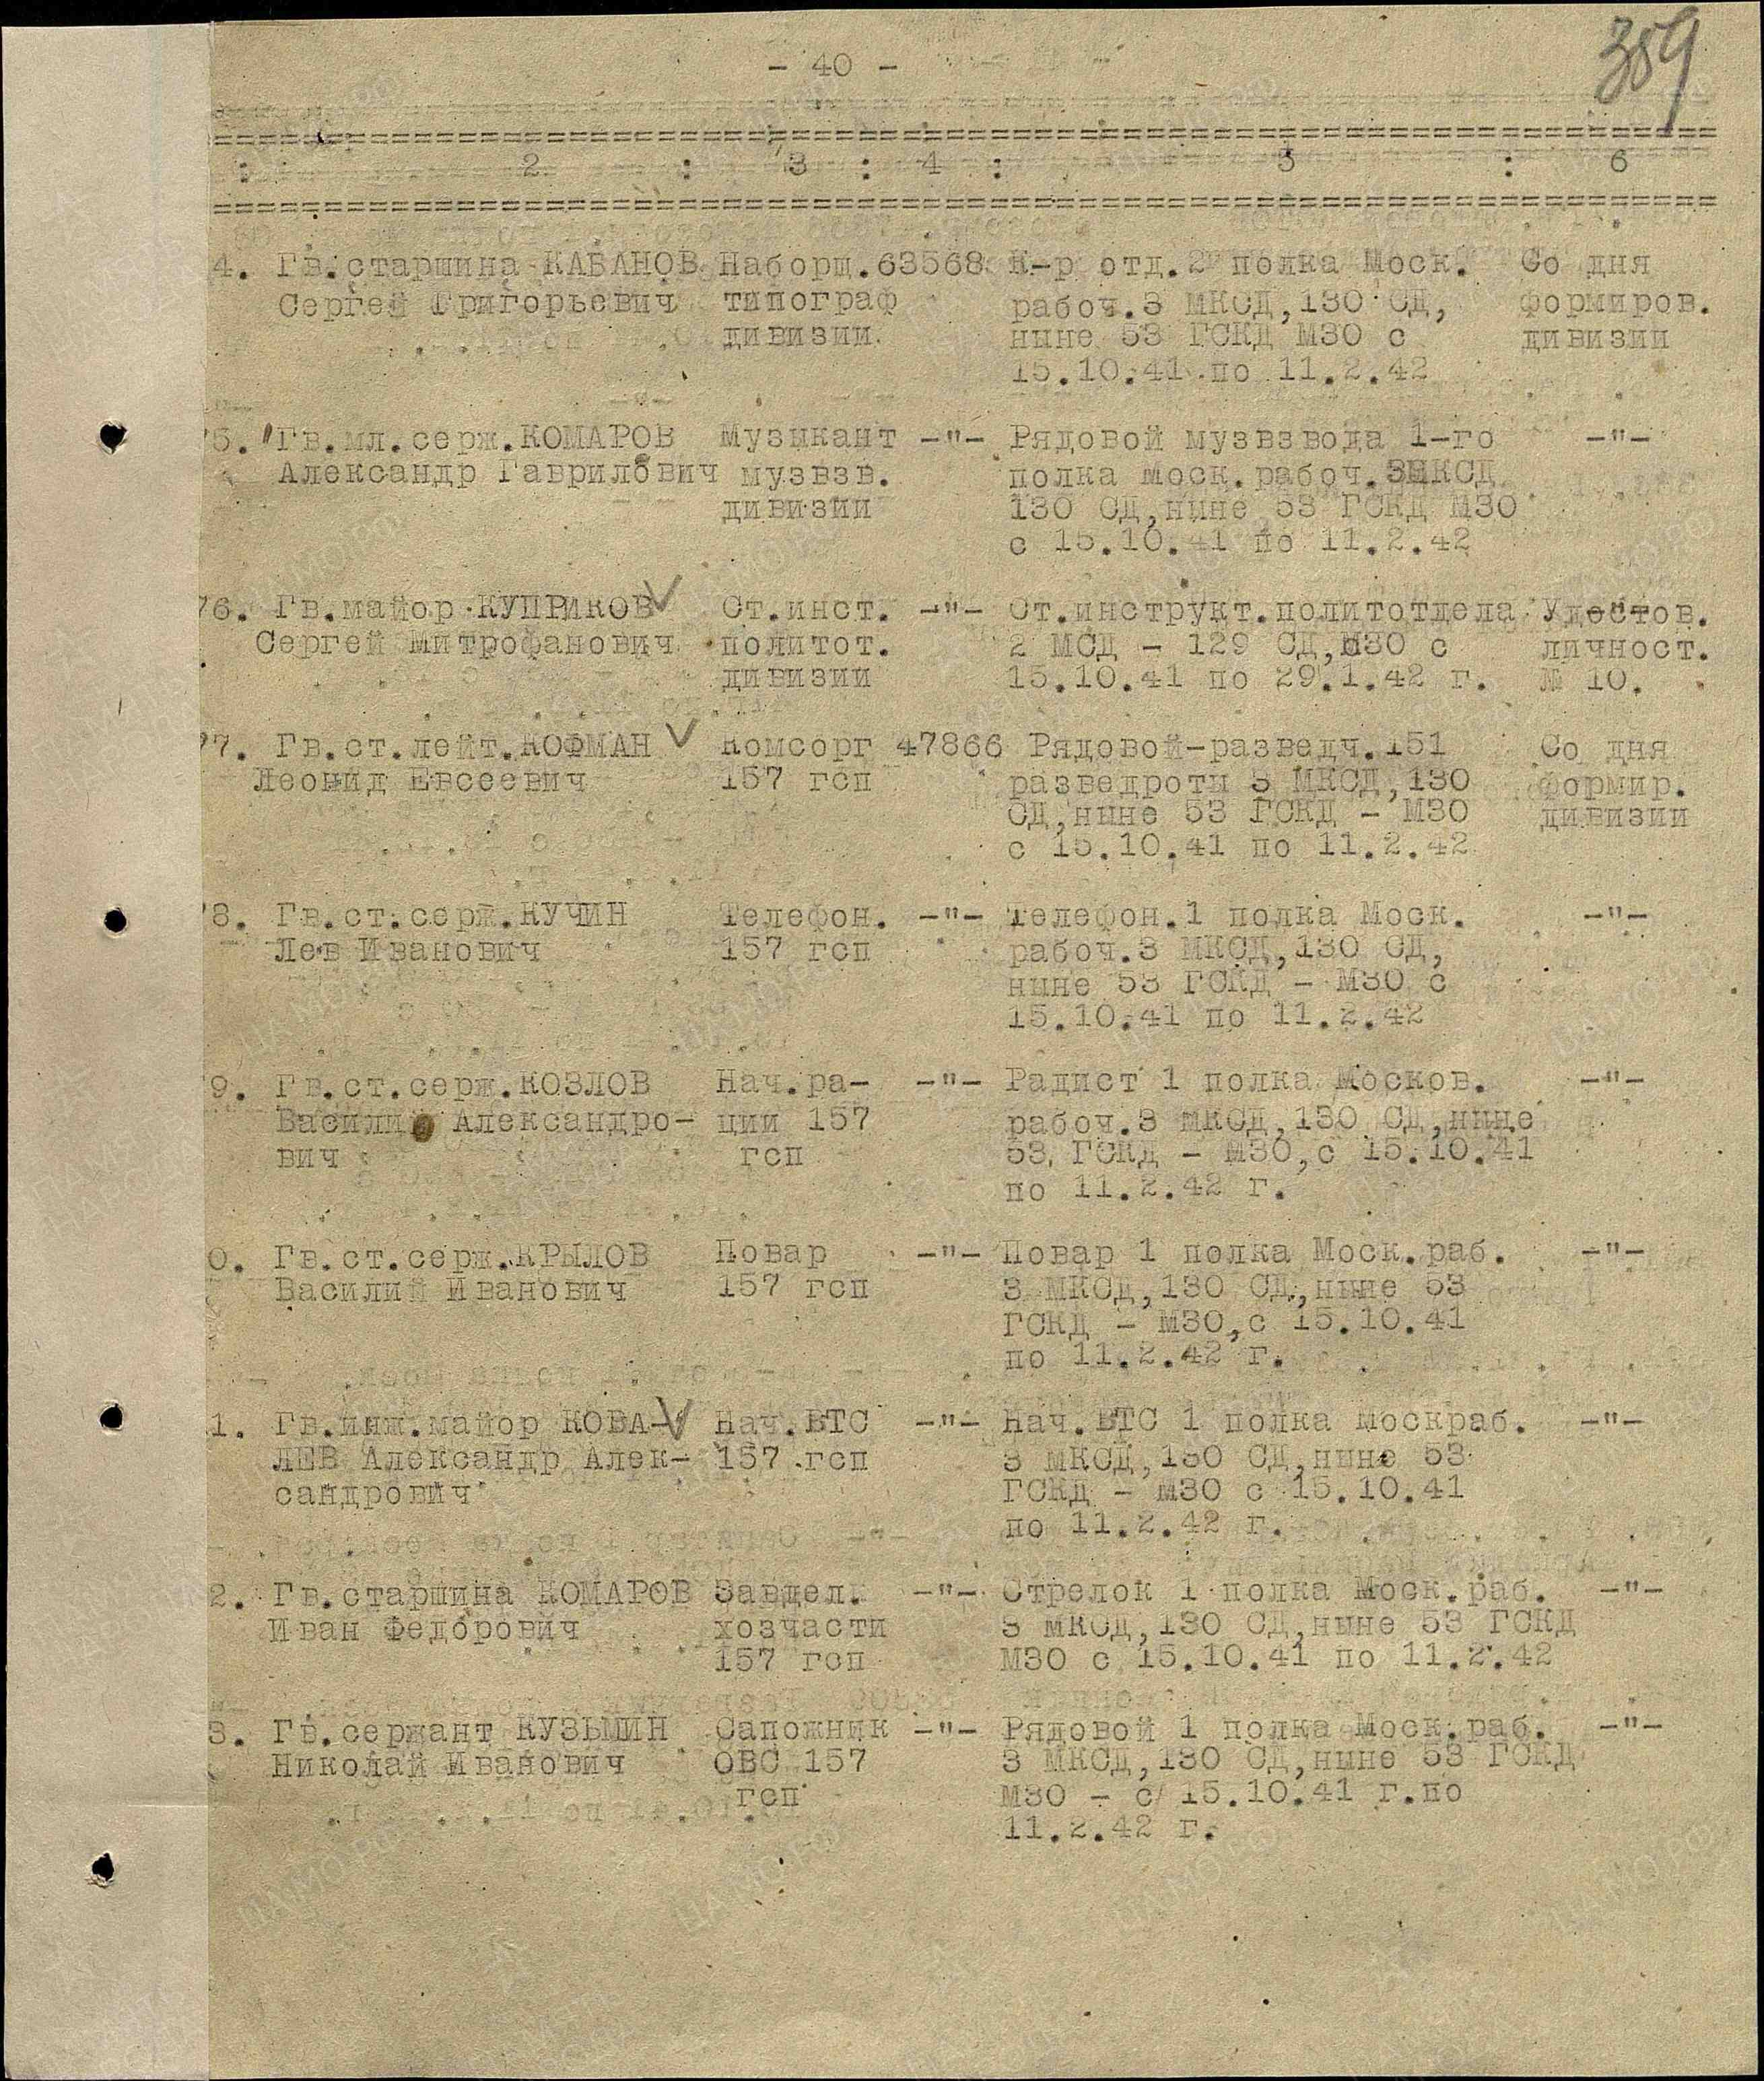 - 40 -
359
: 2 : 3 : 4 : 5 : 6
4. Гв.старшина КАБАНОВ Наборщ. 63568 К-р отд.2 полка Моск. Со дня
Сергей Григорьевич типограф рабоч.3 МКСД,130 СД, формиров.
дивизии ныне 53 ГСКД МЗО с дивизии
15.10.41 по 11.2.42
5. Гв.мл.серж.КОМАРОВ Музыкант -"- Рядовой музвзвода 1-го -"-
Александр Гаврилович музвзв. полка моск.рабоч.3МКСД
дивизии 130 СД,ныне 53 ГСКД МЗО
с 15.10.41 по 11.2.42
76. Гв.майор КУПРИКОВ Ст.инст. -"- Ст.инструкт.политотдела Удостов.
Сергей Митрофанович политот. 2 МСД - 129 СД,МЗО с личност.
дивизии 15.10.41 по 29.1.42 г. № 10.
77. Гв.ст.лейт.КОФМАН Комсорг 47866 Рядовой-разведч.151 Со дня
Леонид Евсеевич 157 гсп разведроты 3 МКСД,130 формир.
СД,ныне 53 ГСКД - МЗО дивизии
с 15.10.41 по 11.2.42
8. Гв.ст.серж.КУЧИН Телефон. -"- телефон.1 полка Моск. -"-
Лев Иванович 157 гсп рабоч.3 МКСД,130 СД,
ныне 53 ГСКД - МЗО с
15.10.41 по 11.2.42
9. Гв.ст.серж.КОЗЛОВ Нач.ра- -"- Радист 1 полка Москов. -"-
Василий Александро- ции 157 рабоч.3 МКСД,130 СД,ныне
вич гсп 53 ГСКД - МЗО,с 15.10.41
по 11.2.42 г.
0. Гв.ст.серж.КРЫЛОВ Повар -"- Повар 1 полка Моск.раб. -"-
Василий Иванович 157 гсп 3 МКСД,130 СД,ныне 53
ГСКД - МЗО,с 15.10.41
по 11.2.42 г.
1. Гв.инж.майор КОВА- Нач.БТС -"- Нач.БТС 1 полка москраб. -"-
ЛЕВ Александр Алек- 157 гсп 3 МКСД,130 СД,ныне 53
сандрович ГСКД - МЗО с 15.10.41
по 11.2.42 г.
2. Гв.старшина КОМАРОВ Завдел. -"- Стрелок 1 полка Моск.раб. -"-
Иван Федорович хозчасти 3 МКСД,130 СД,ныне 53 ГСКД
157 гсп МЗО с 15.10.41 по 11.2.42
3. Гв.сержант КУЗЬМИН Сапожник -"- Рядовой 1 полка Моск.раб. -"-
Николай Иванович ОВС 157 3 МКСД,130 СД,ныне 53 ГСКД
гсп МЗО - с 15.10.41 г.по
11.2.42 г.